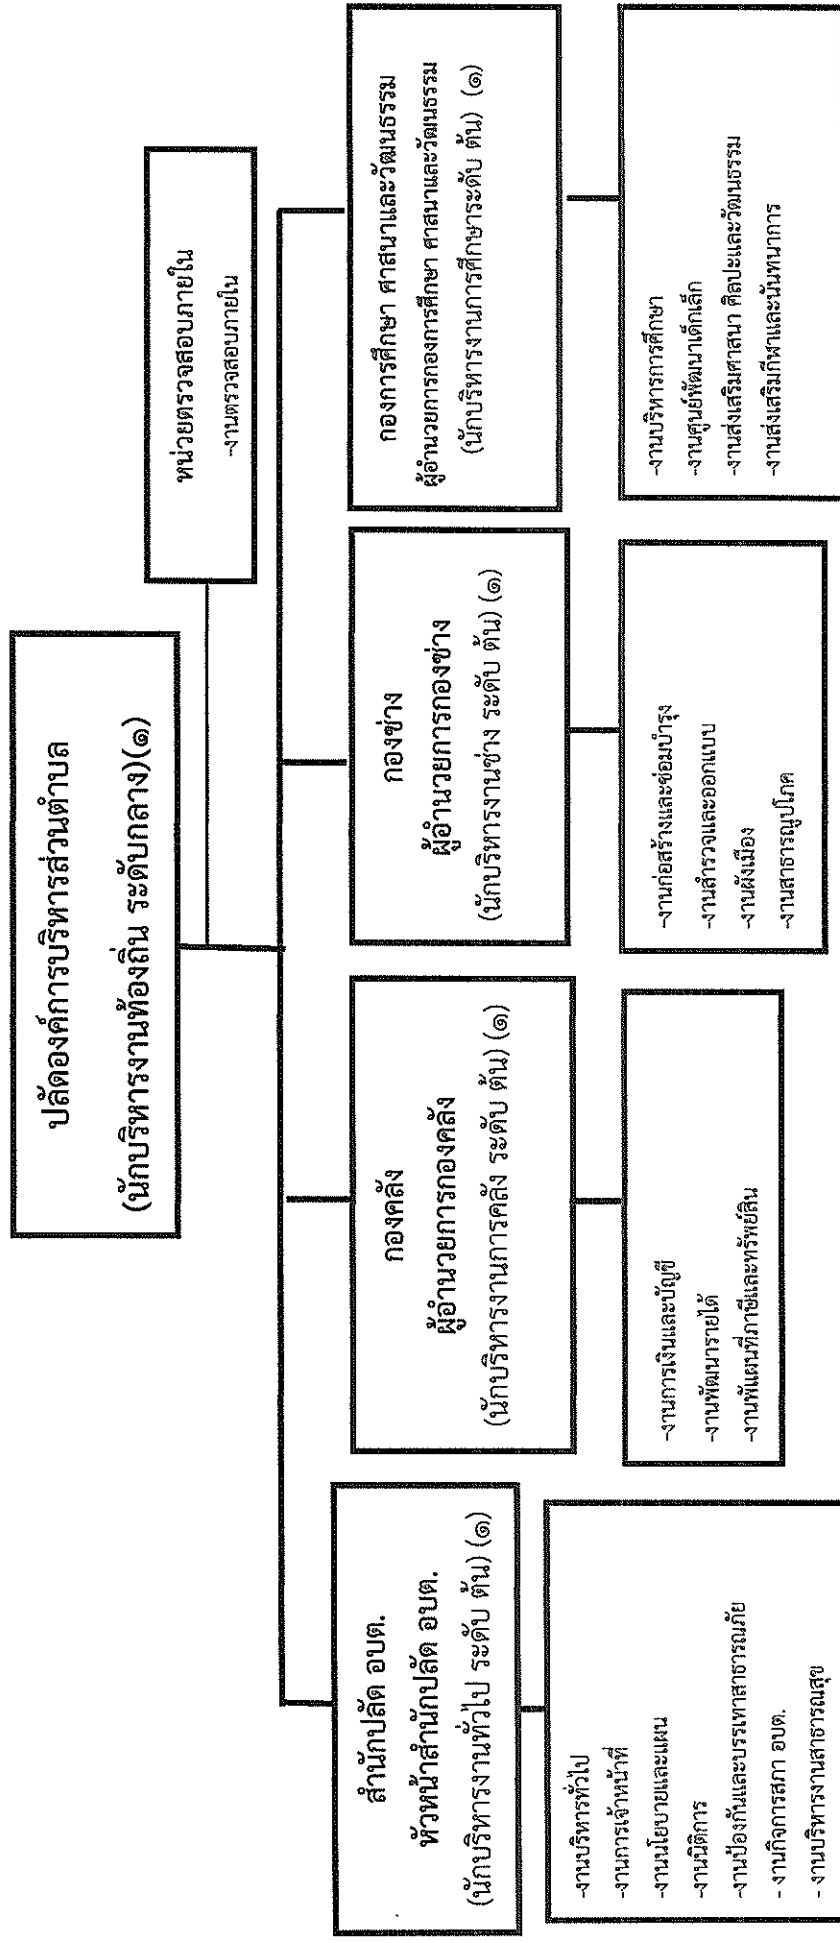 ปลัดองค์การบริหารส่วนตำบล
(นักบริหารงานท้องถิ่น ระดับกลาง)(๑)
หน่วยตรวจสอบภายใน
-งานตรวจสอบภายใน
สำนักปลัด อบต.
หัวหน้าสำนักปลัด อบต.
(นักบริหารงานทั่วไป ระดับ ต้น) (๑)
กองคลัง
ผู้อำนวยการกองคลัง
(นักบริหารงานการคลัง ระดับ ต้น) (๑)
กองช่าง
ผู้อำนวยการกองช่าง
(นักบริหารงานช่าง ระดับ ต้น) (๑)
กองการศึกษา ศาสนาและวัฒนธรรม
ผู้อำนวยการกองการศึกษา ศาสนาและวัฒนธรรม
(นักบริหารงานการศึกษาระดับ ต้น) (๑)
-งานบริหารทั่วไป
-งานการเจ้าหน้าที่
-งานนโยบายและแผน
-งานนิติการ
-งานป้องกันและบรรเทาสาธารณภัย
- งานกิจการสภา อบต.
- งานบริหารงานสาธารณสุข
-งานการเงินและบัญชี
-งานพัฒนารายได้
-งานพัแผนที่ภาษีและทรัพย์สิน
-งานก่อสร้างและซ่อมบำรุง
-งานสำรวจและออกแบบ
-งานผังเมือง
-งานสาธารณูปโภค
-งานบริหารการศึกษา
-งานศูนย์พัฒนาเด็กเล็ก
-งานส่งเสริมศาสนา ศิลปะและวัฒนธรรม
-งานส่งเสริมกีฬาและนันทนาการ